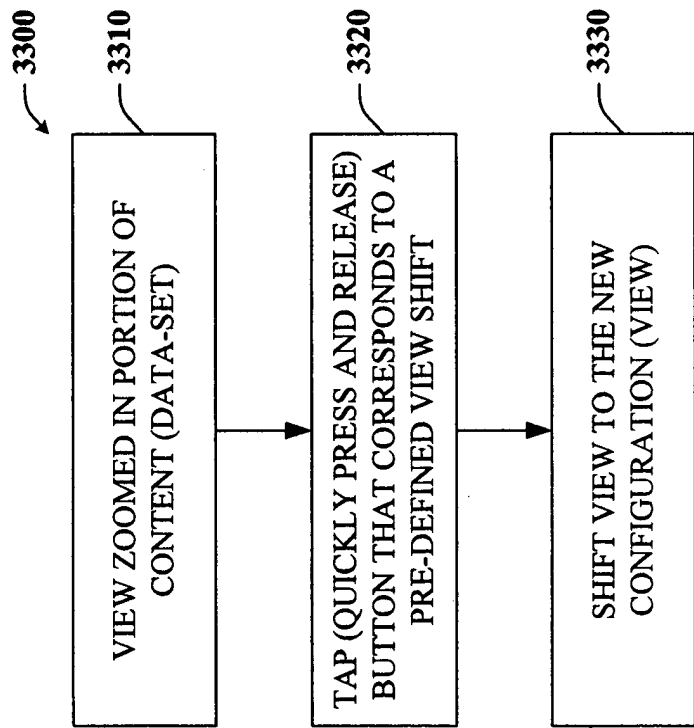 3300
3310
VIEW ZOOMED IN PORTION OF
CONTENT (DATA-SET)
3320
TAP (QUICKLY PRESS AND RELEASE)
BUTTON THAT CORRESPONDS TO A
PRE-DEFINED VIEW SHIFT
3330
SHIFT VIEW TO THE NEW
CONFIGURATION (VIEW)